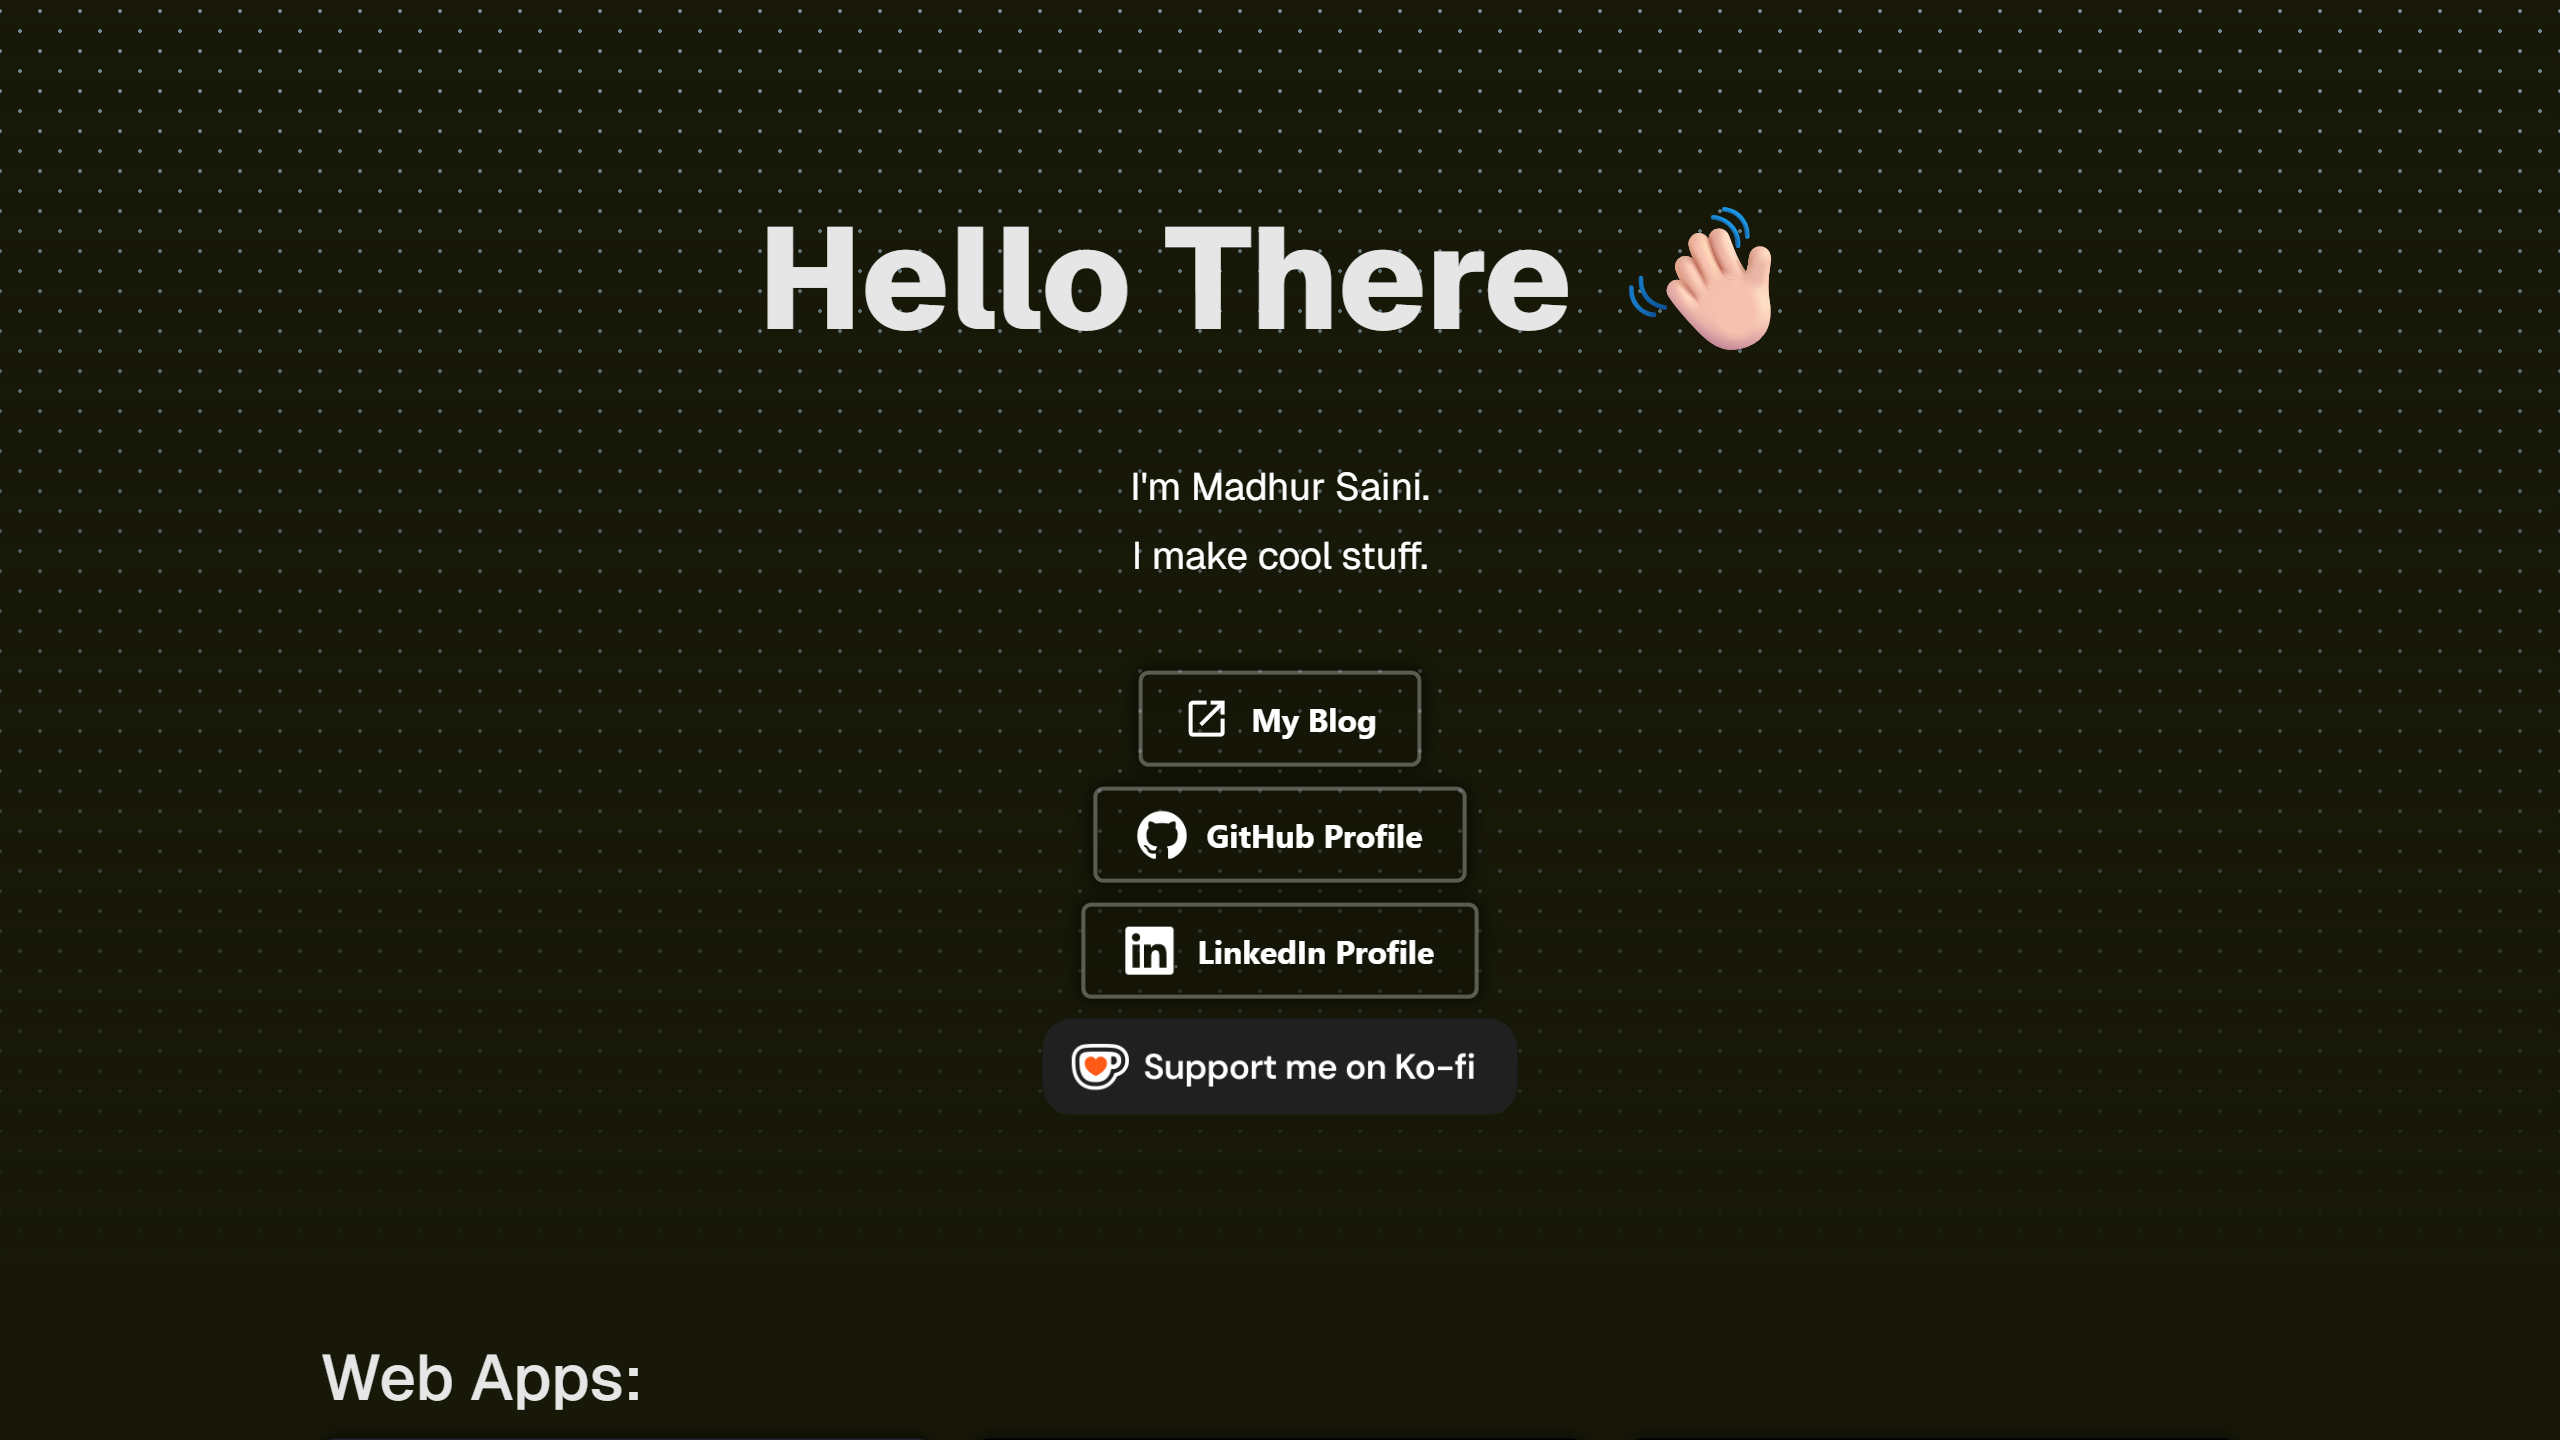 Hello There 👋🏻
I'm Madhur Saini.
I make cool stuff.
My Blog
GitHub Profile
LinkedIn Profile
Support me on Ko-fi
Web Apps: